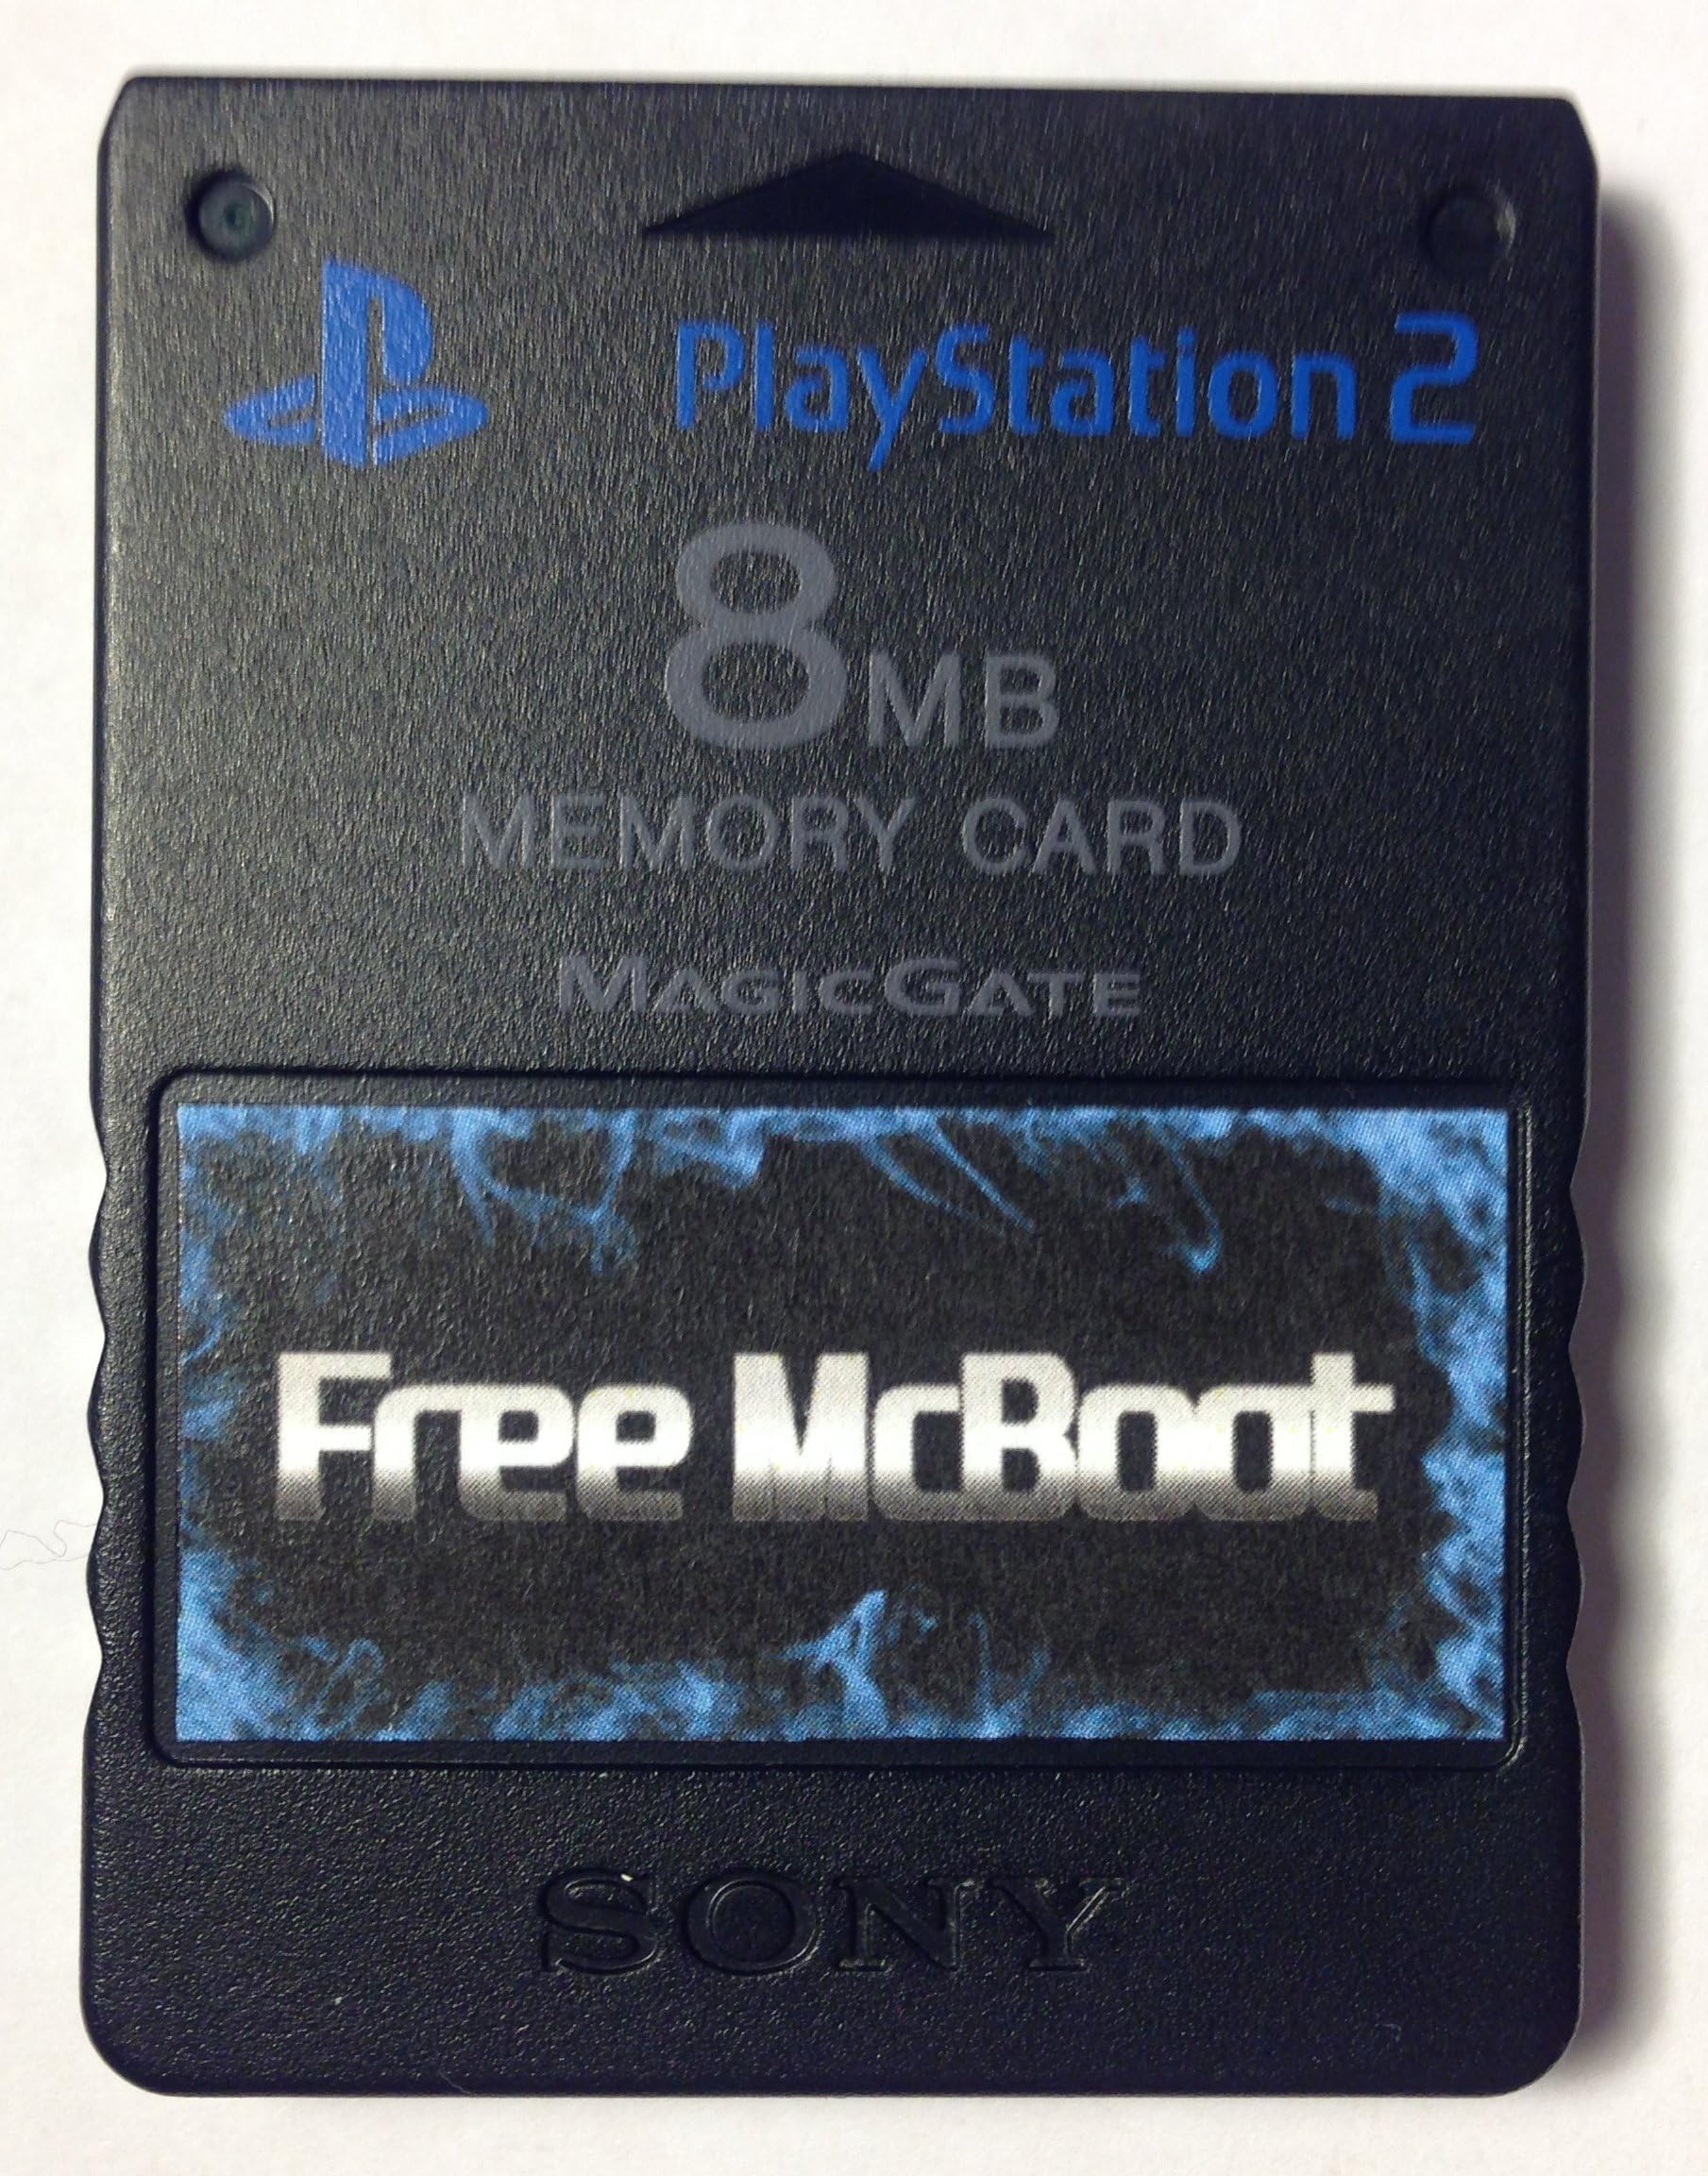 PlayStation 2
8MB
MEMORY CARD
MAGICGATE
Free McBoot
SONY